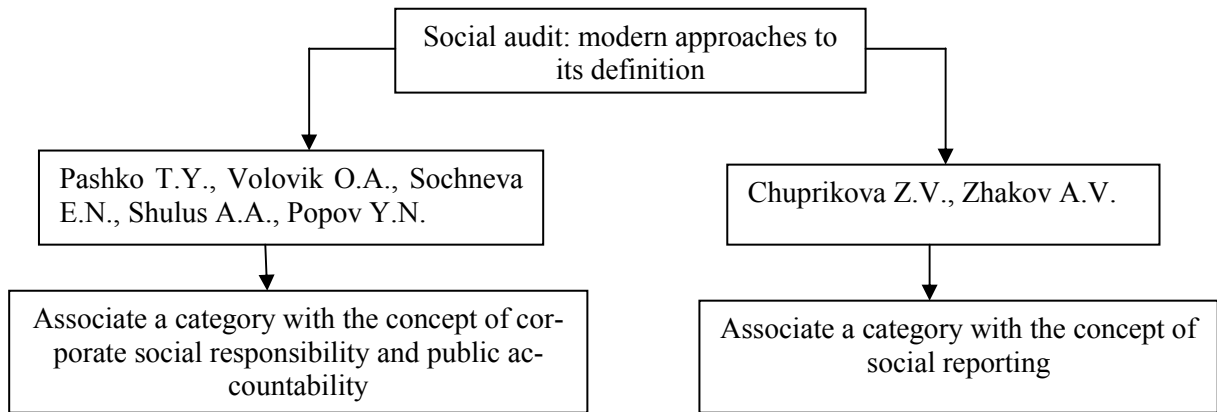 Social audit: modern approaches to
its definition
Pashko T.Y., Volovik O.A., Sochneva
E.N., Shulus A.A., Popov Y.N.
Chuprikova Z.V., Zhakov A.V.
Associate a category with the concept of cor-
porate social responsibility and public ac-
countability
Associate a category with the concept of
social reporting